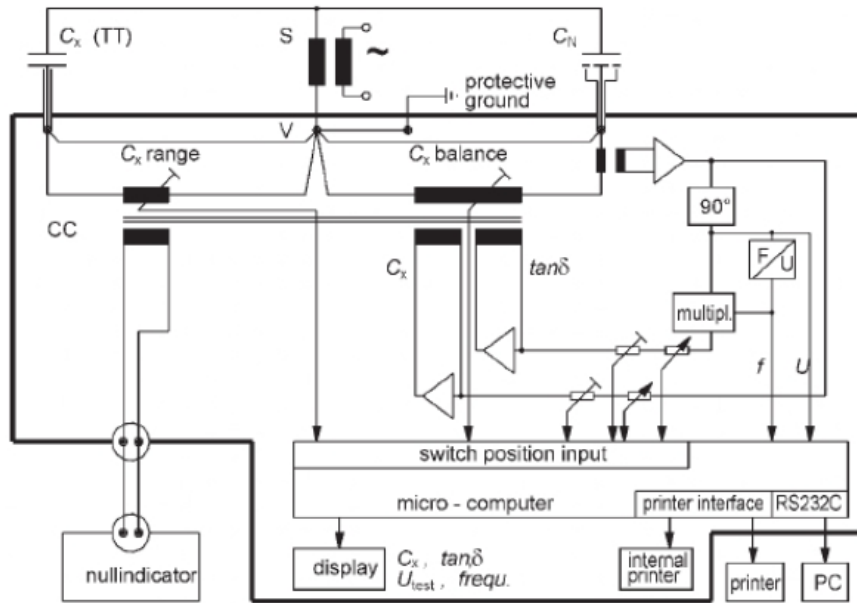 Cx (TT)
S
~
CN
protective
ground
V
Cx range
Cx balance
CC
90°
Cx
tanδ
F
U
multipl.
f
U
switch position input
micro - computer
printer interface
RS232C
nullindicator
display
Cx, tanδ
Utest, frequ.
internal
printer
printer
PC